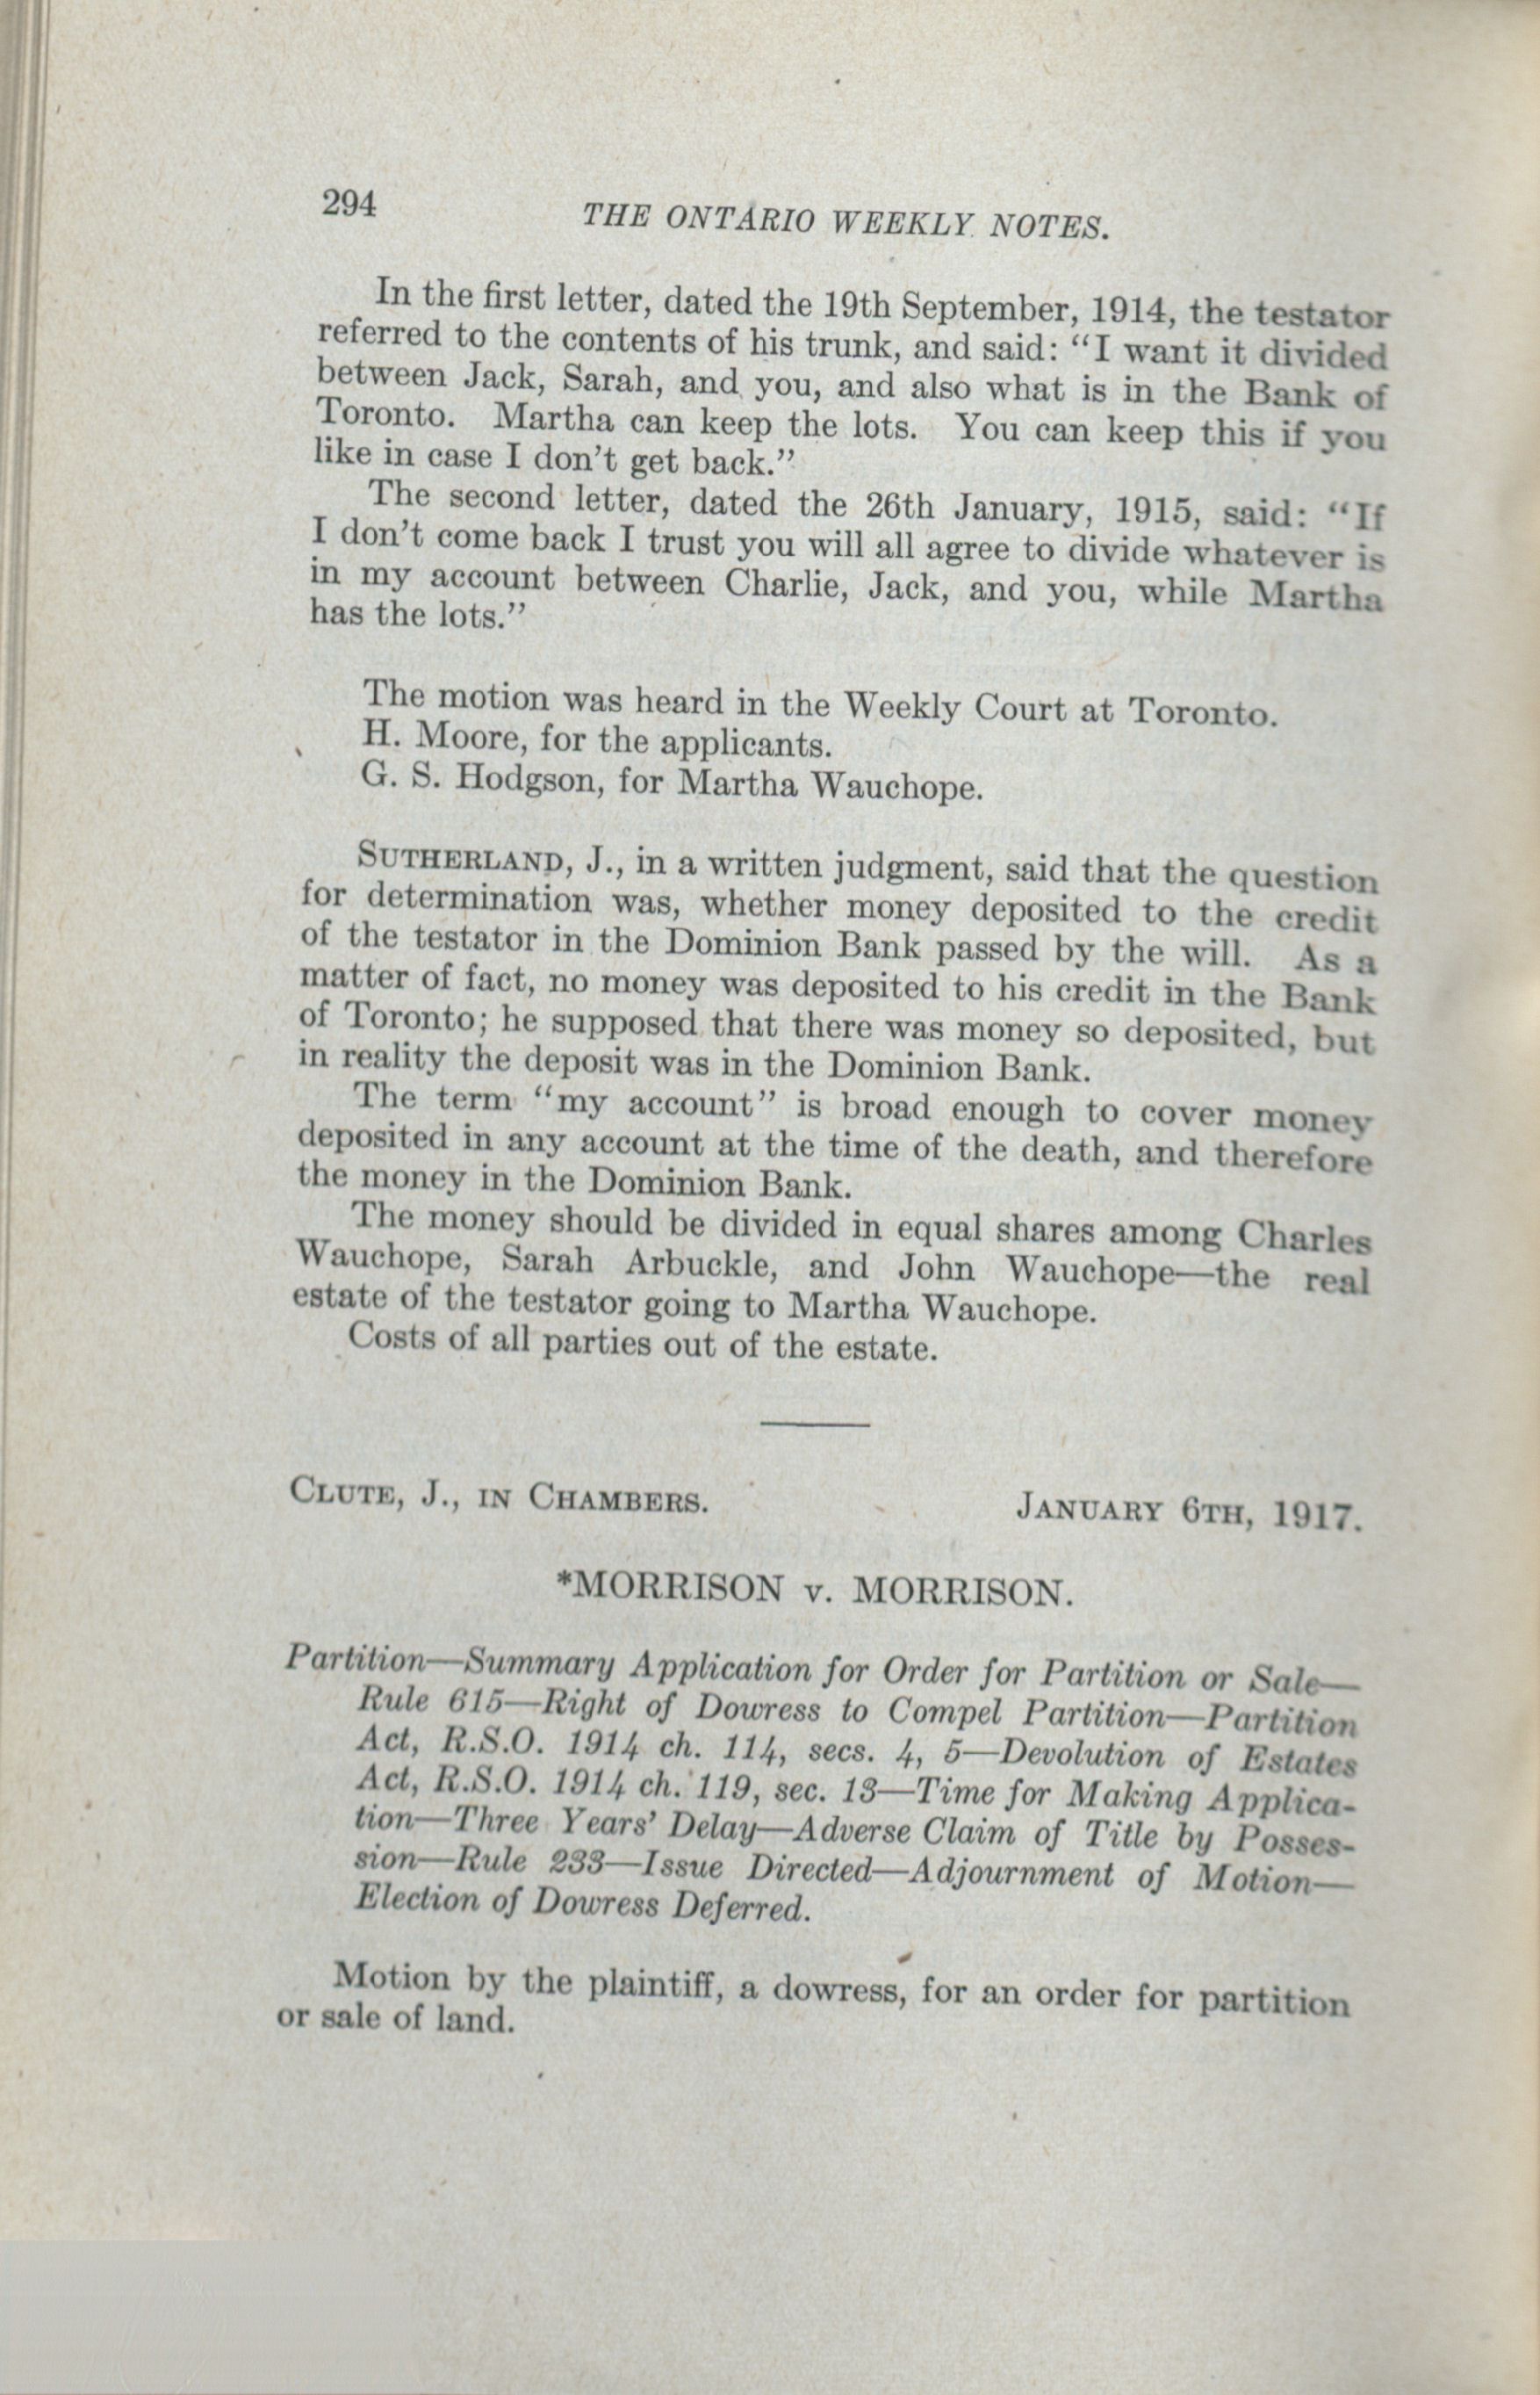 294
THE ONTARIO WEEKLY NOTES.
In the first letter, dated the 19th September, 1914, the testator
referred to the contents of his trunk, and said: “I want it divided
between Jack, Sarah, and you, and also what is in the Bank of
Toronto. Martha can keep the lots. You can keep this if you
like in case I don’t get back.”
The second letter, dated the 26th January, 1915, said: “If
I don’t come back I trust you will all agree to divide whatever is
in my account between Charlie, Jack, and you, while Martha
has the lots.”
The motion was heard in the Weekly Court at Toronto.
H. Moore, for the applicants.
G. S. Hodgson, for Martha Wauchope.
SUTHERLAND, J., in a written judgment, said that the question
for determination was, whether money deposited to the credit
of the testator in the Dominion Bank passed by the will. As a
matter of fact, no money was deposited to his credit in the Bank
of Toronto; he supposed that there was money so deposited, but
in reality the deposit was in the Dominion Bank.
The term “my account” is broad enough to cover money
deposited in any account at the time of the death, and therefore
the money in the Dominion Bank.
The money should be divided in equal shares among Charles
Wauchope, Sarah Arbuckle, and John Wauchope—the real
estate of the testator going to Martha Wauchope.
Costs of all parties out of the estate.
CLUTE, J., IN CHAMBERS.
JANUARY 6TH, 1917.
*MORRISON v. MORRISON.
Partition—Summary Application for Order for Partition or Sale—
Rule 615—Right of Dowress to Compel Partition—Partition
Act, R.S.O. 1914 ch. 114, secs. 4, 5—Devolution of Estates
Act, R.S.O. 1914 ch. 119, sec. 13—Time for Making Applica-
tion—Three Years’ Delay—Adverse Claim of Title by Posses-
sion—Rule 233—Issue Directed—Adjournment of Motion—
Election of Dowress Deferred.
Motion by the plaintiff, a dowress, for an order for partition
or sale of land.